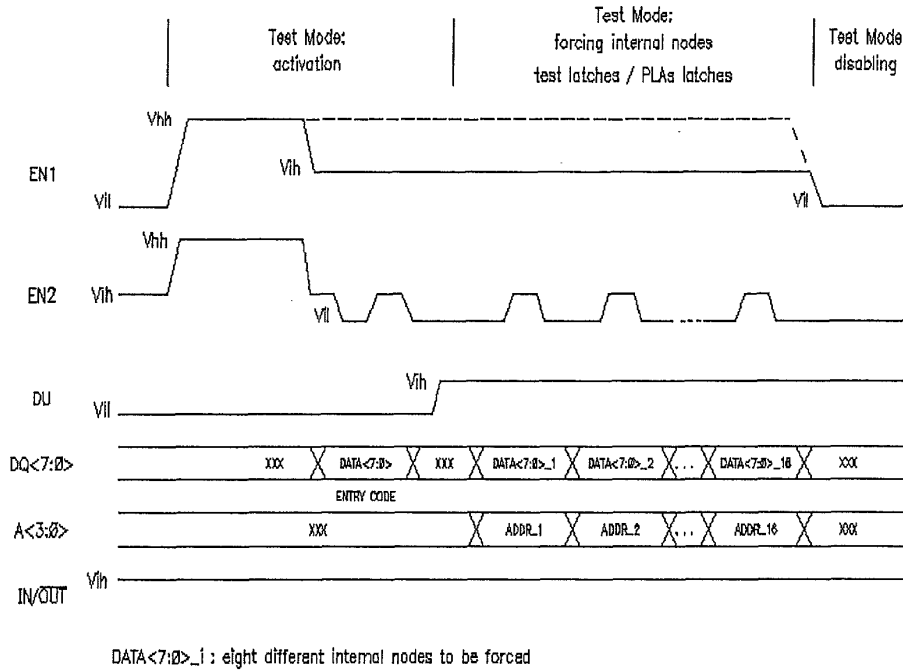 Test Mode:
activation
Test Mode:
forcing internal nodes
test latches / PLAs latches
Test Mode
disabling
Vhh
EN1
Vih
Vil
Vil
Vhh
EN2
Vih
Vil
DU
Vih
Vil
DQ<7:0>
XXX
DATA<7:0>
XXX
DATA<7:0>_1
DATA<7:0>_2
...
DATA<7:0>_16
XXX
ENTRY CODE
A<3:0>
XXX
ADDR_1
ADDR_2
...
ADDR_16
XXX
Vih
IN/OUT
DATA<7:0>_i : eight different internal nodes to be forced